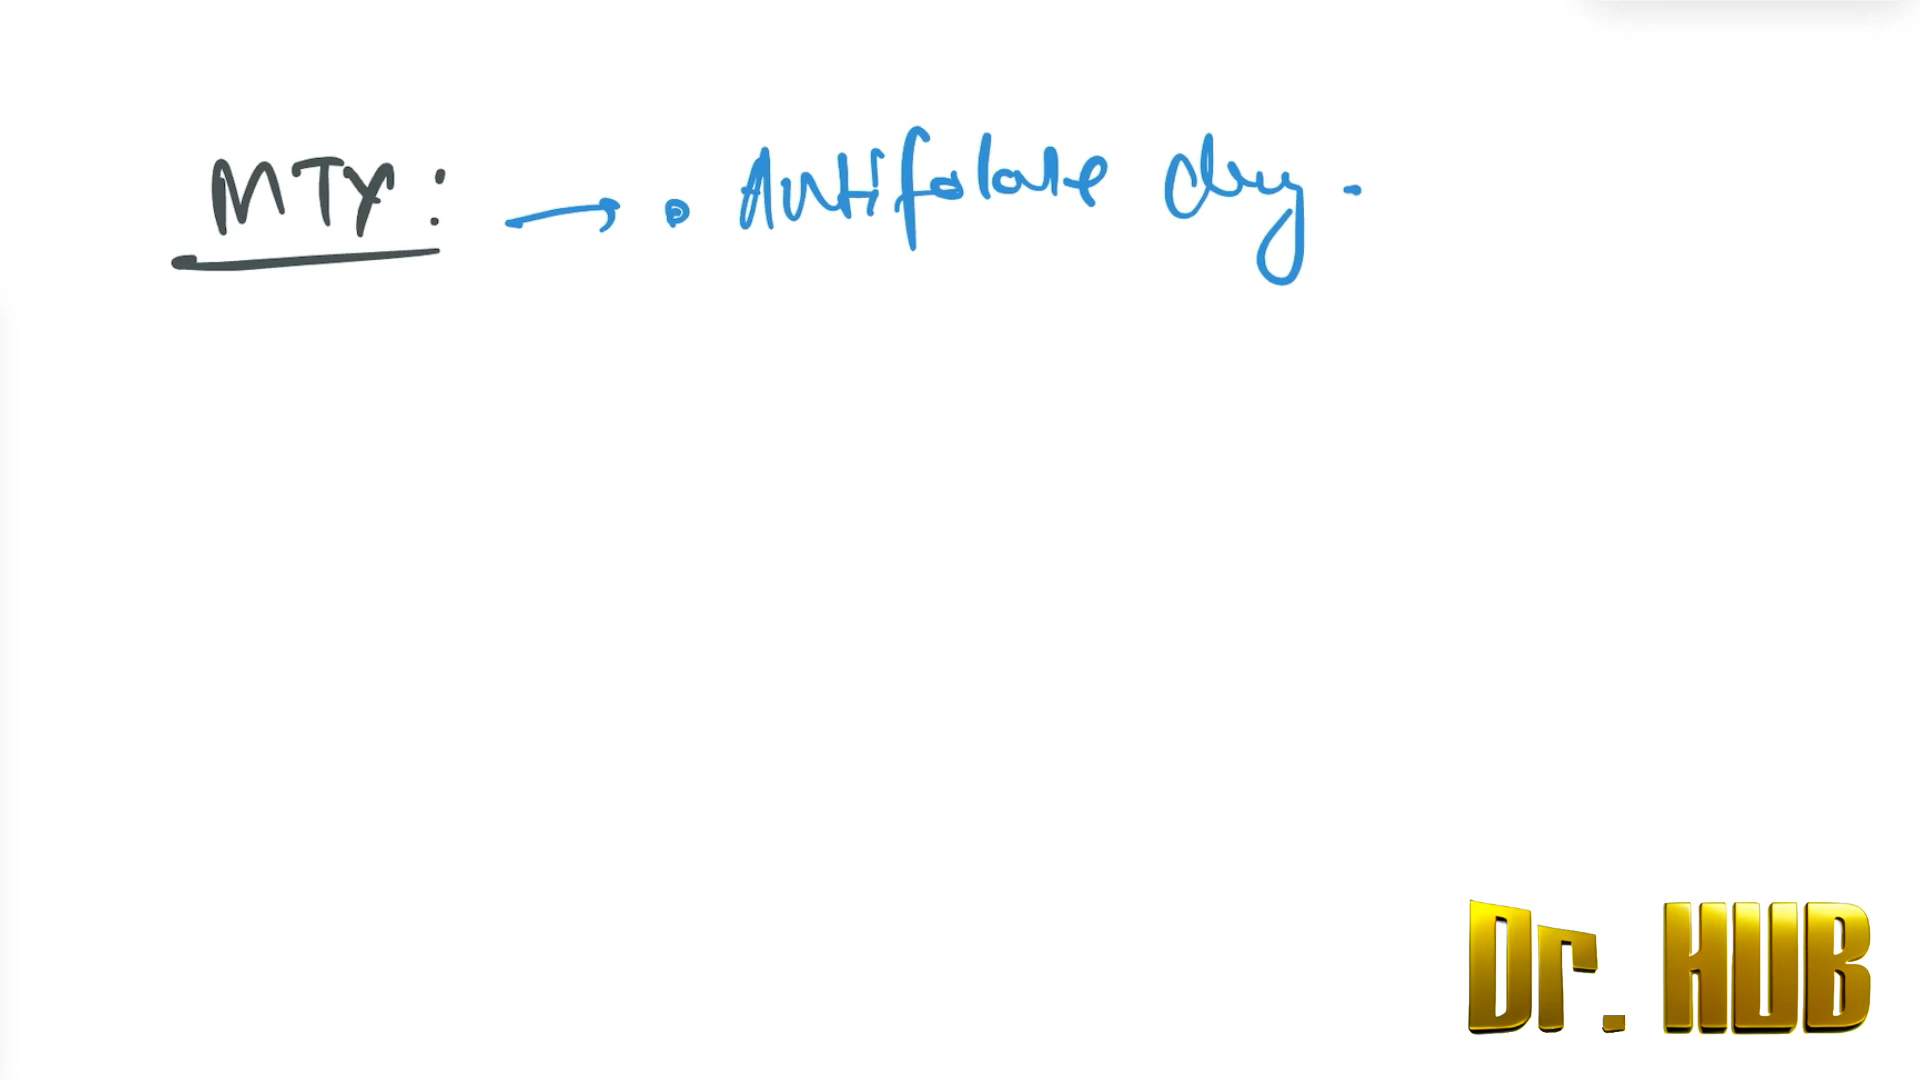 MTX: → • Antifolate drug.
Dr. HUB